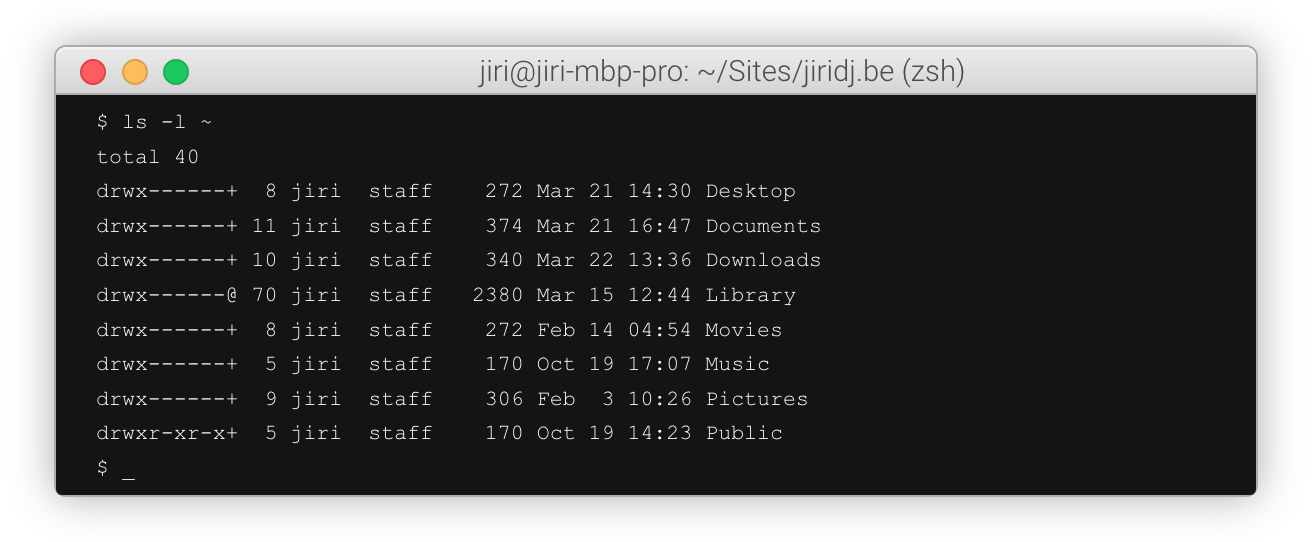 jiri@jiri-mbp-pro: ~/Sites/jiridj.be (zsh)
$ ls -l ~
total 40
drwx------+  8 jiri  staff    272 Mar 21 14:30 Desktop
drwx------+ 11 jiri  staff    374 Mar 21 16:47 Documents
drwx------+ 10 jiri  staff    340 Mar 22 13:36 Downloads
drwx------@ 70 jiri  staff   2380 Mar 15 12:44 Library
drwx------+  8 jiri  staff    272 Feb 14 04:54 Movies
drwx------+  5 jiri  staff    170 Oct 19 17:07 Music
drwx------+  9 jiri  staff    306 Feb  3 10:26 Pictures
drwxr-xr-x+  5 jiri  staff    170 Oct 19 14:23 Public
$ _